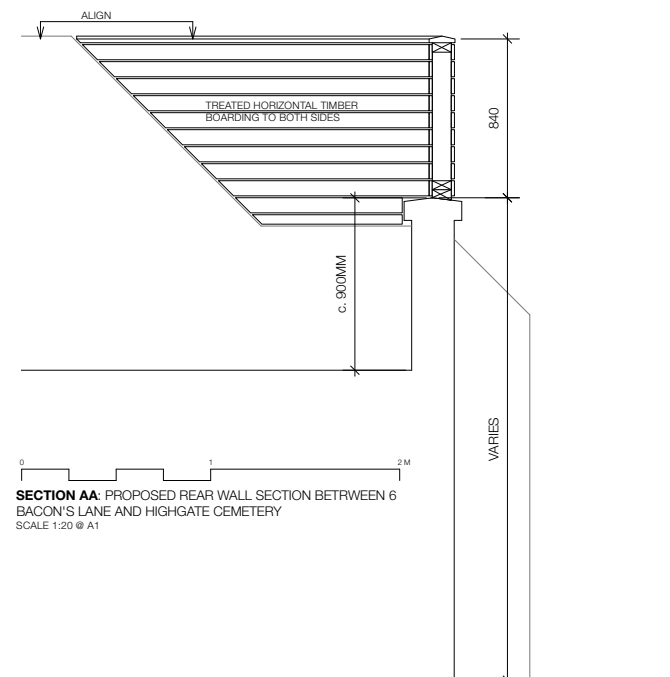 ALIGN
TREATED HORIZONTAL TIMBER
BOARDING TO BOTH SIDES
840
c. 900MM
VARIES
0 1 2 M
SECTION AA: PROPOSED REAR WALL SECTION BETRWEEN 6
BACON'S LANE AND HIGHGATE CEMETERY
SCALE 1:20 @ A1